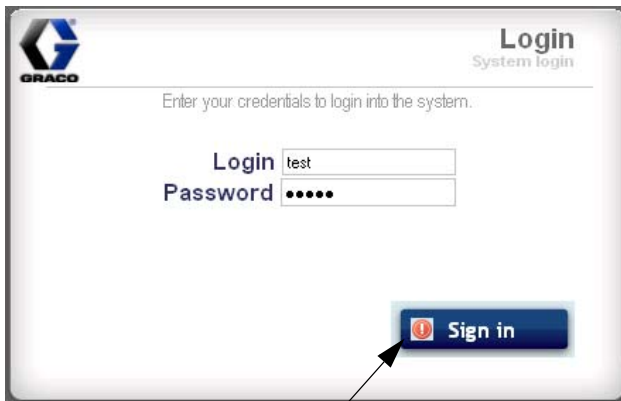 Login
System login
GRACO
Enter your credentials to login into the system.
Login test
Password •••••
Sign in